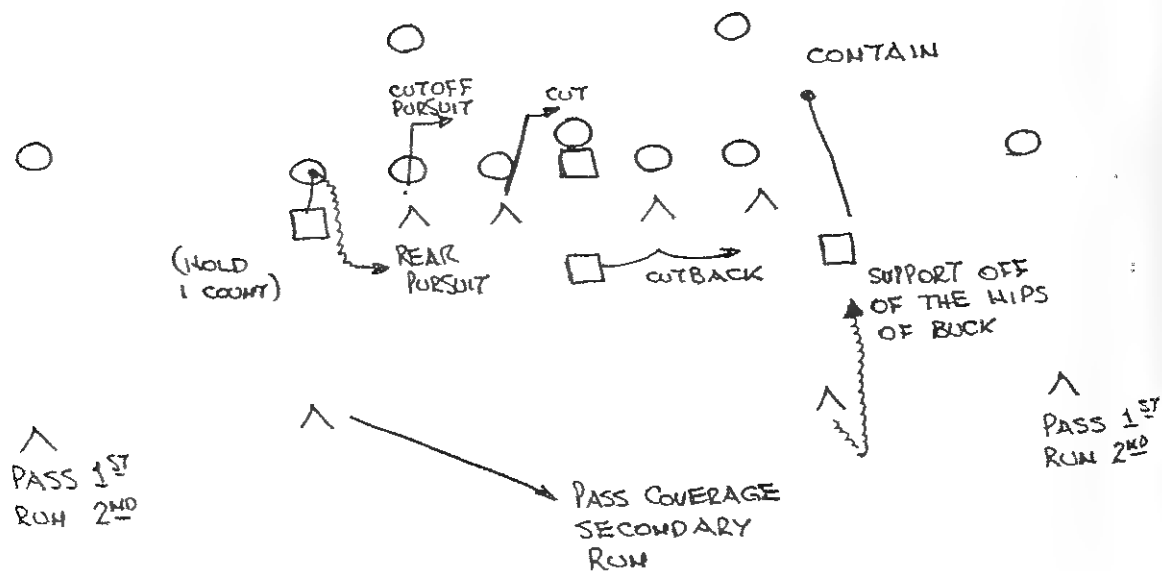 CONTAIN
CUTOFF
PURSUIT
CUT
(HOLD
1 COUNT)
REAR
PURSUIT
CUTBACK
SUPPORT OFF
OF THE HIPS
OF BUCK
PASS 1ST
RUN 2ND
PASS 1ST
RUN 2ND
PASS COVERAGE
SECONDARY
RUN